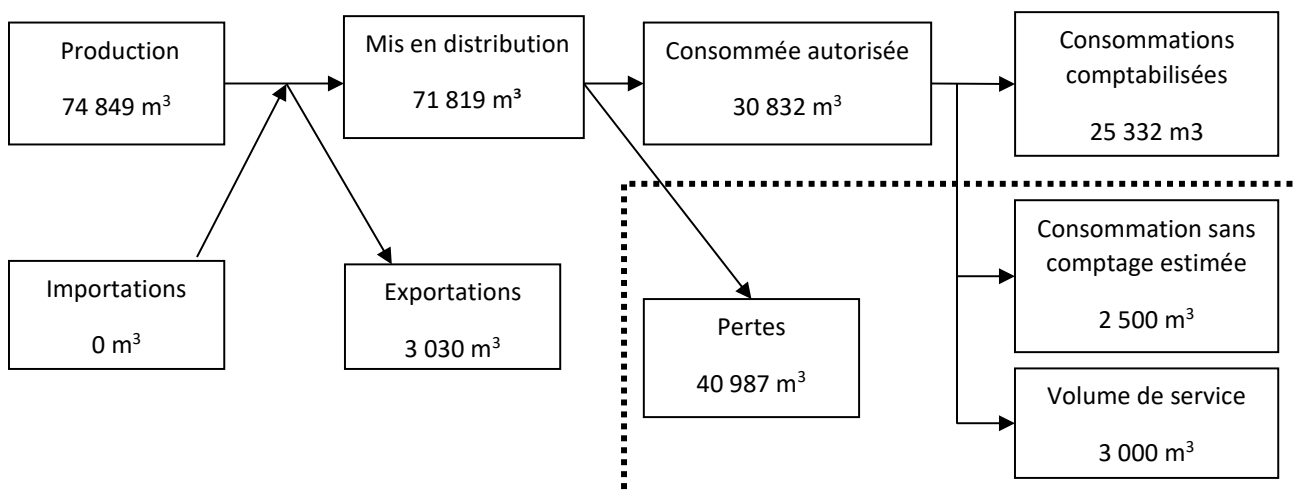 Production
74 849 m³
Mis en distribution
71 819 m³
Consommée autorisée
30 832 m³
Consommations
comptabilisées
25 332 m3
Importations
0 m³
Exportations
3 030 m³
Pertes
40 987 m³
Consommation sans
comptage estimée
2 500 m³
Volume de service
3 000 m³